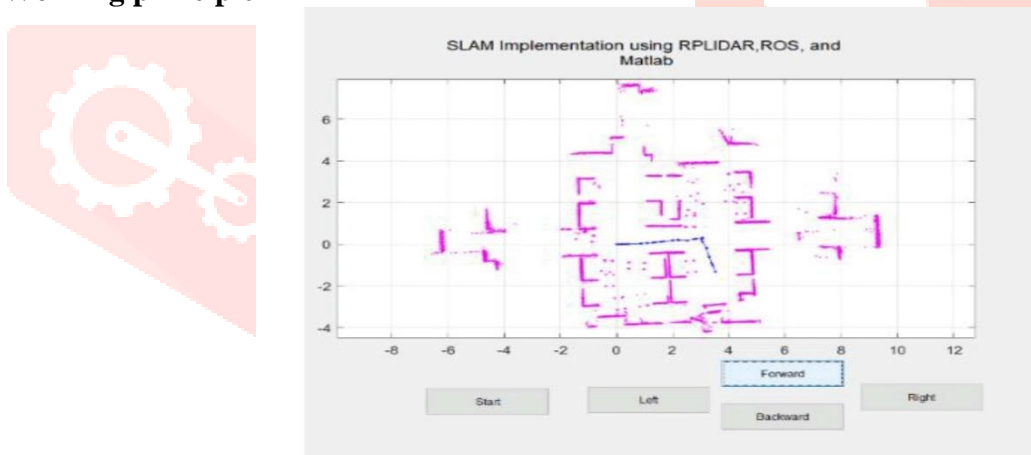 SLAM Implementation using RPLIDAR,ROS, and
Matlab
6
4
2
0
-2
-4
-8 -6 -4 -2 0 2 4 6 8 10 12
Forward
Start Left Right
Backward